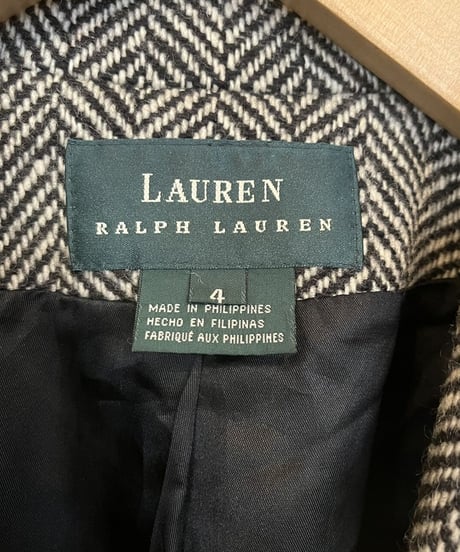 LAUREN
RALPH LAUREN
4
MADE IN PHILIPPINES
HECHO EN FILIPINAS
FABRIQUÉ AUX PHILIPPINES